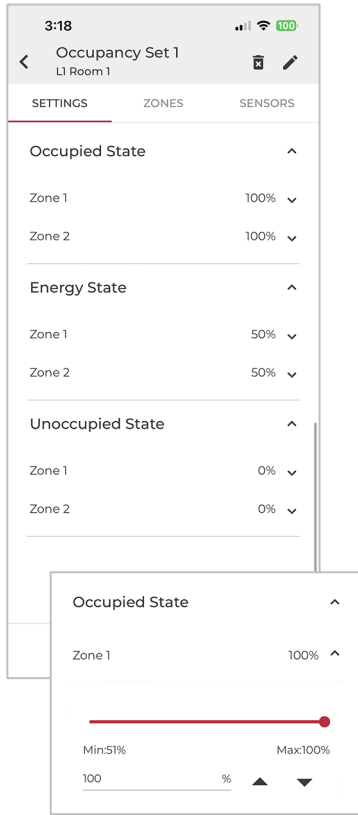 3:18
100
Occupancy Set 1
L1 Room 1
SETTINGS ZONES SENSORS
Occupied State
Zone 1 100%
Zone 2 100%
Energy State
Zone 1 50%
Zone 2 50%
Unoccupied State
Zone 1 0%
Zone 2 0%
Occupied State
Zone 1 100%
Min:51% Max:100%
100 %